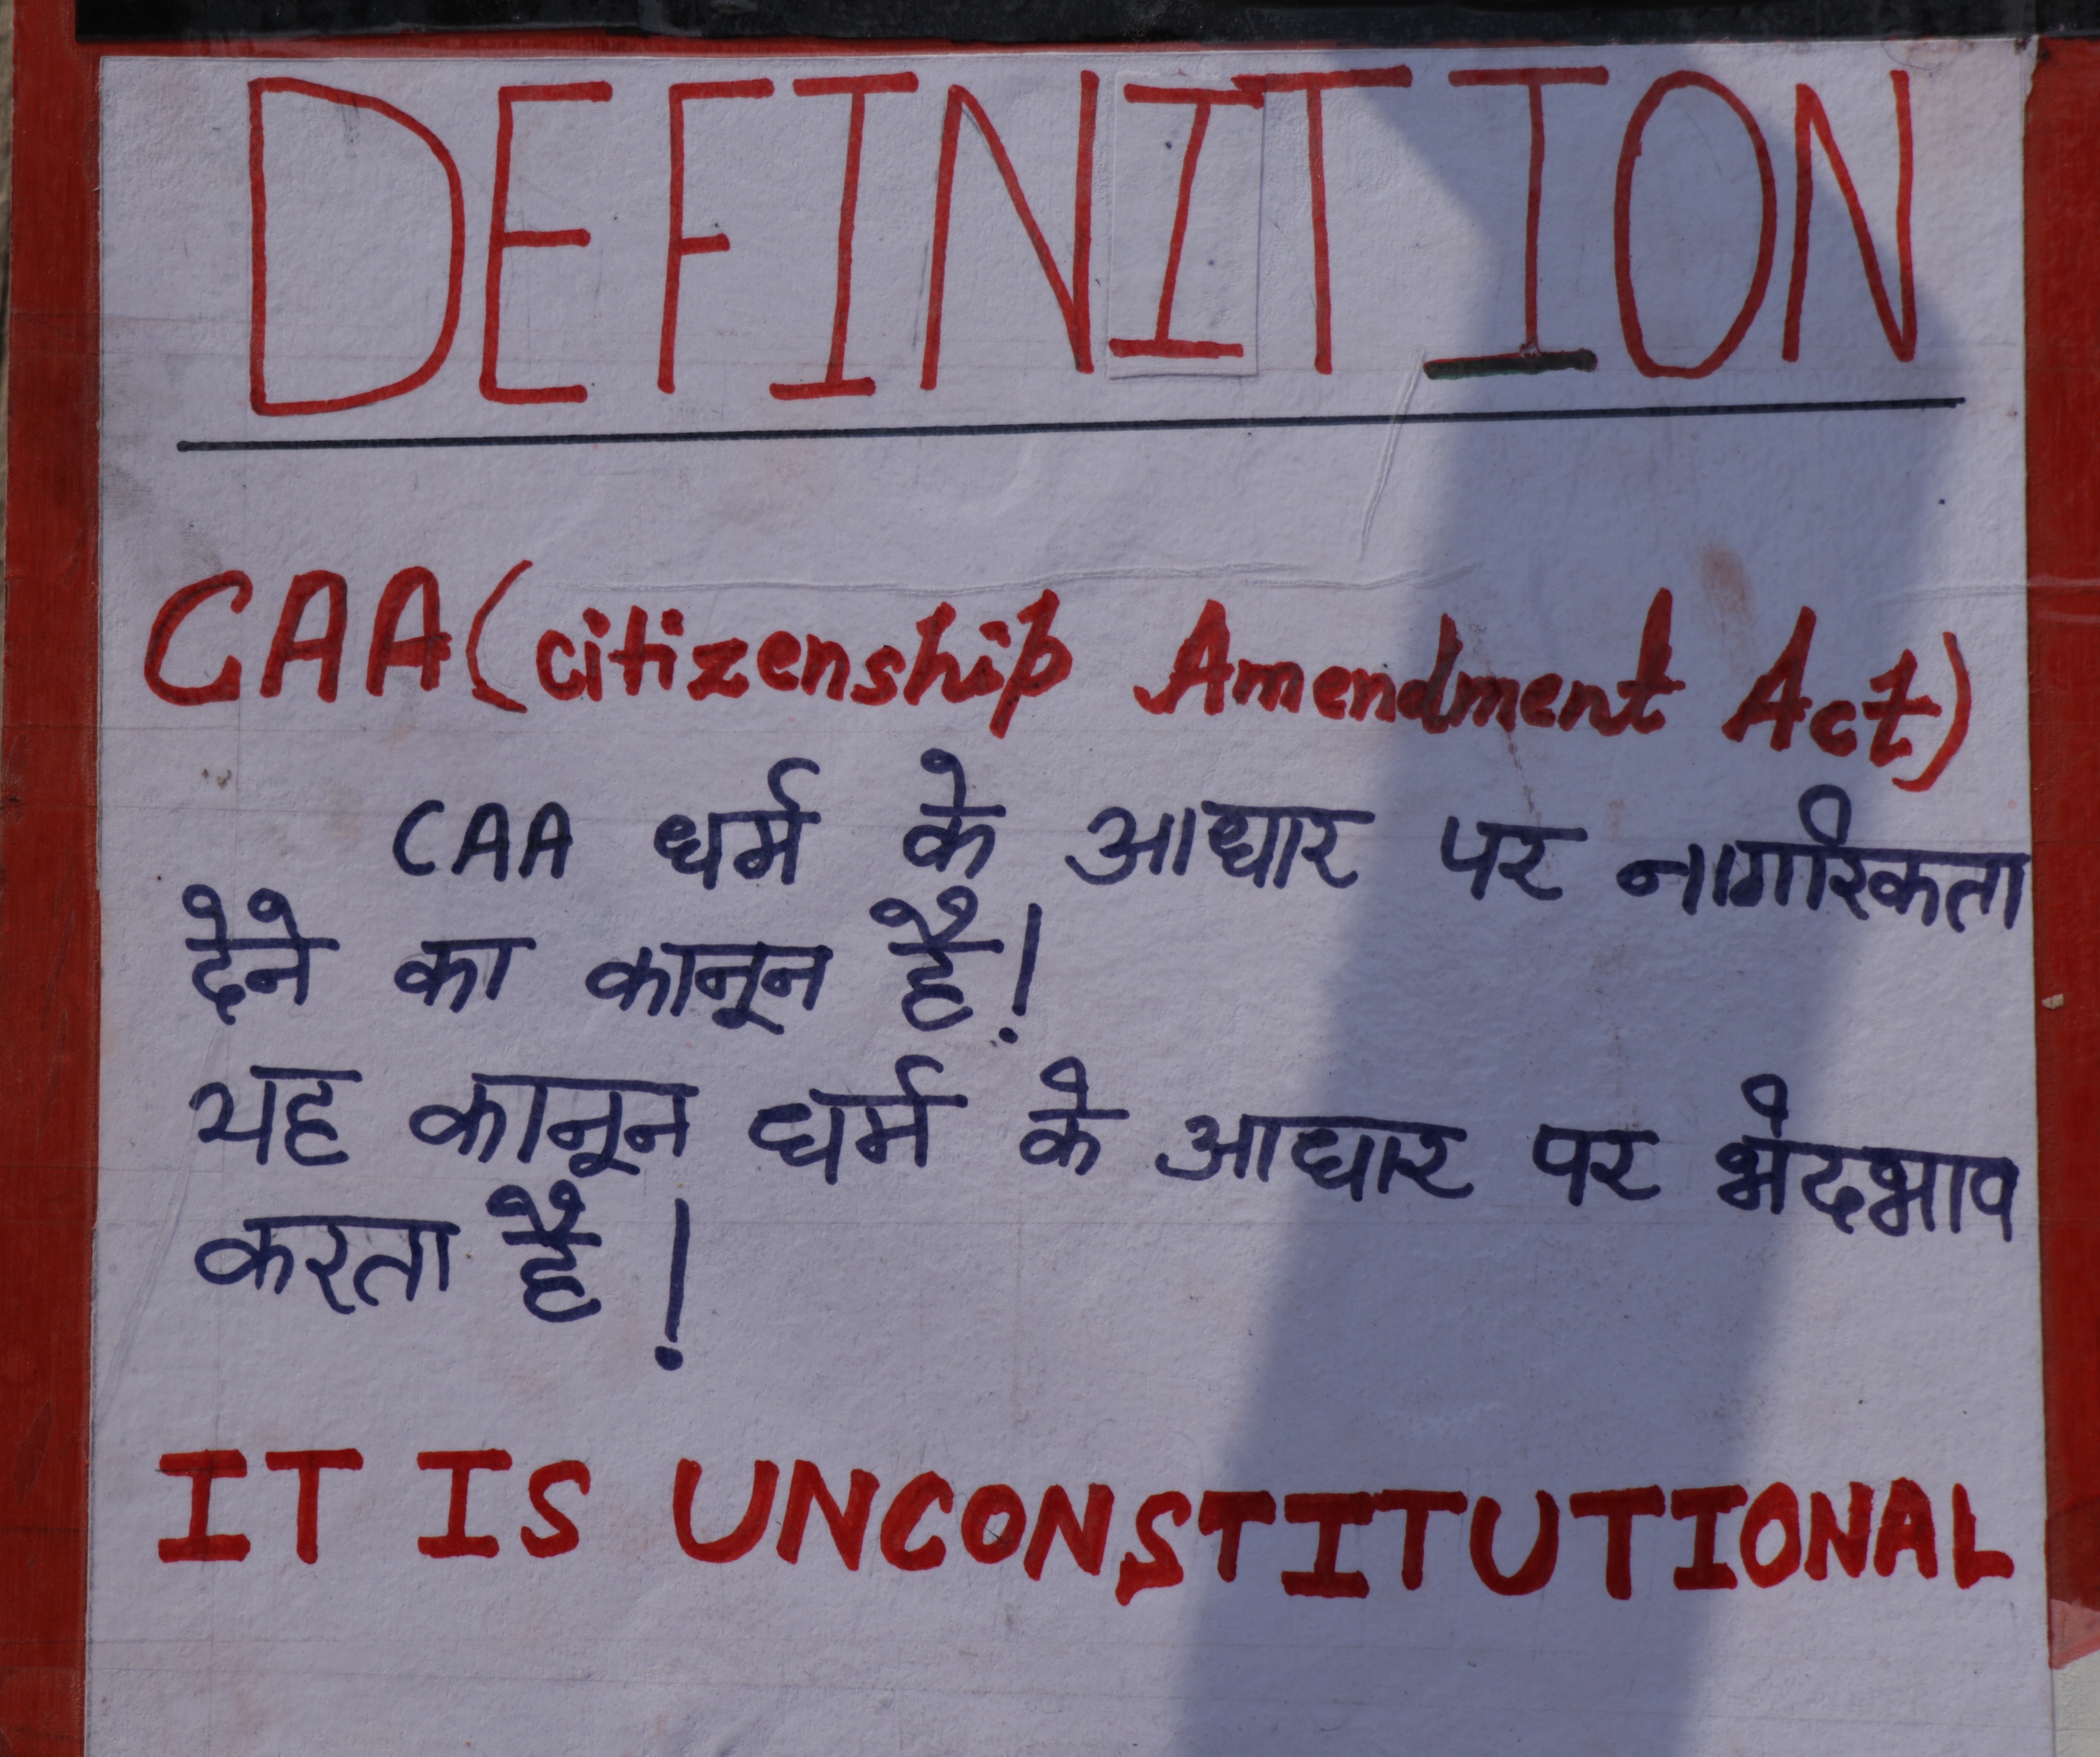 DEFINITION
CAA (citizenship Amendment Act)
CAA धर्म के आधार पर नागरिकता
देने का कानून है!
यह कानून धर्म के आधार पर भेदभाव
करता है!
IT IS UNCONSTITUTIONAL